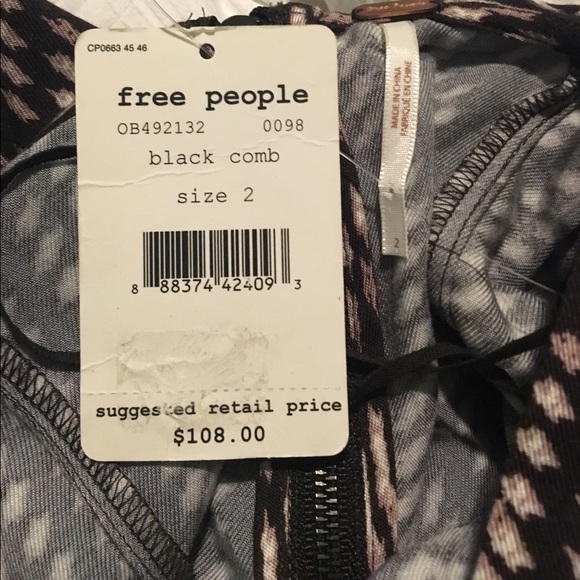 CP0663 45 46
free people
OB492132 0098
black comb
size 2
8 88374 42409 3
suggested retail price
$108.00
MADE IN CHINA
FABRIQUÉ EN CHINE
2